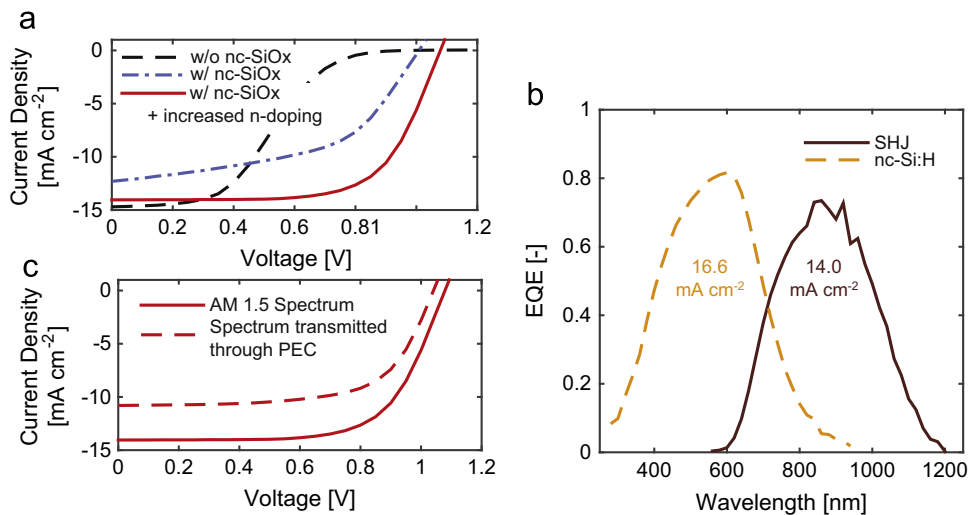 a
Current Density
[mA cm-2]
0
-5
-10
-15
w/o nc-SiOx
w/ nc-SiOx
w/ nc-SiOx
+ increased n-doping
0
0.2
0.4
0.6
0.81
1.2
Voltage [V]
c
Current Density
[mA cm-2]
0
-5
-10
-15
AM 1.5 Spectrum
Spectrum transmitted
through PEC
0
0.2
0.4
0.6
0.8
1
1.2
Voltage [V]
b
EQE [-]
1
0.8
0.6
0.4
0.2
0
SHJ
nc-Si:H
16.6
mA cm-2
14.0
mA cm-2
400
600
800
1000
1200
Wavelength [nm]